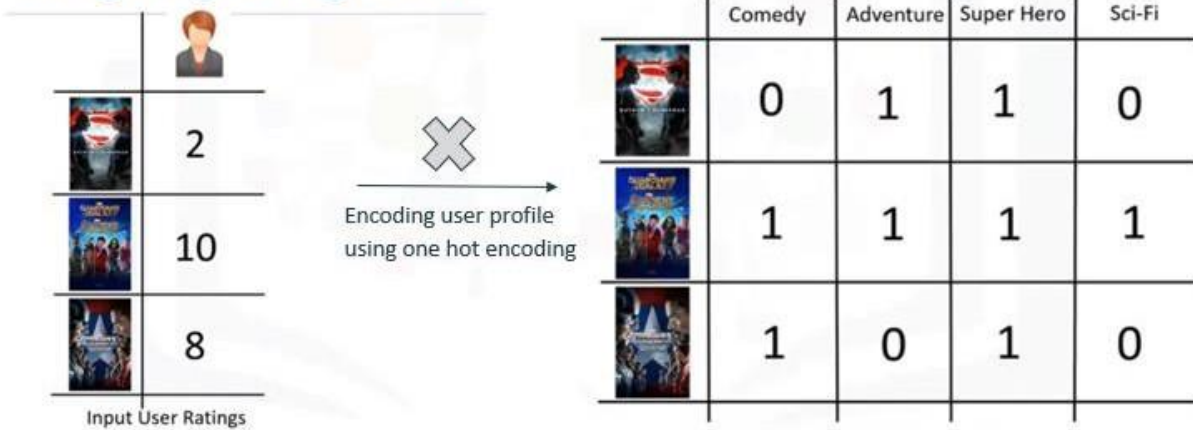 2
10
8
Input User Ratings
Encoding user profile
using one hot encoding
Comedy Adventure Super Hero Sci-Fi
0 1 1 0
1 1 1 1
1 0 1 0